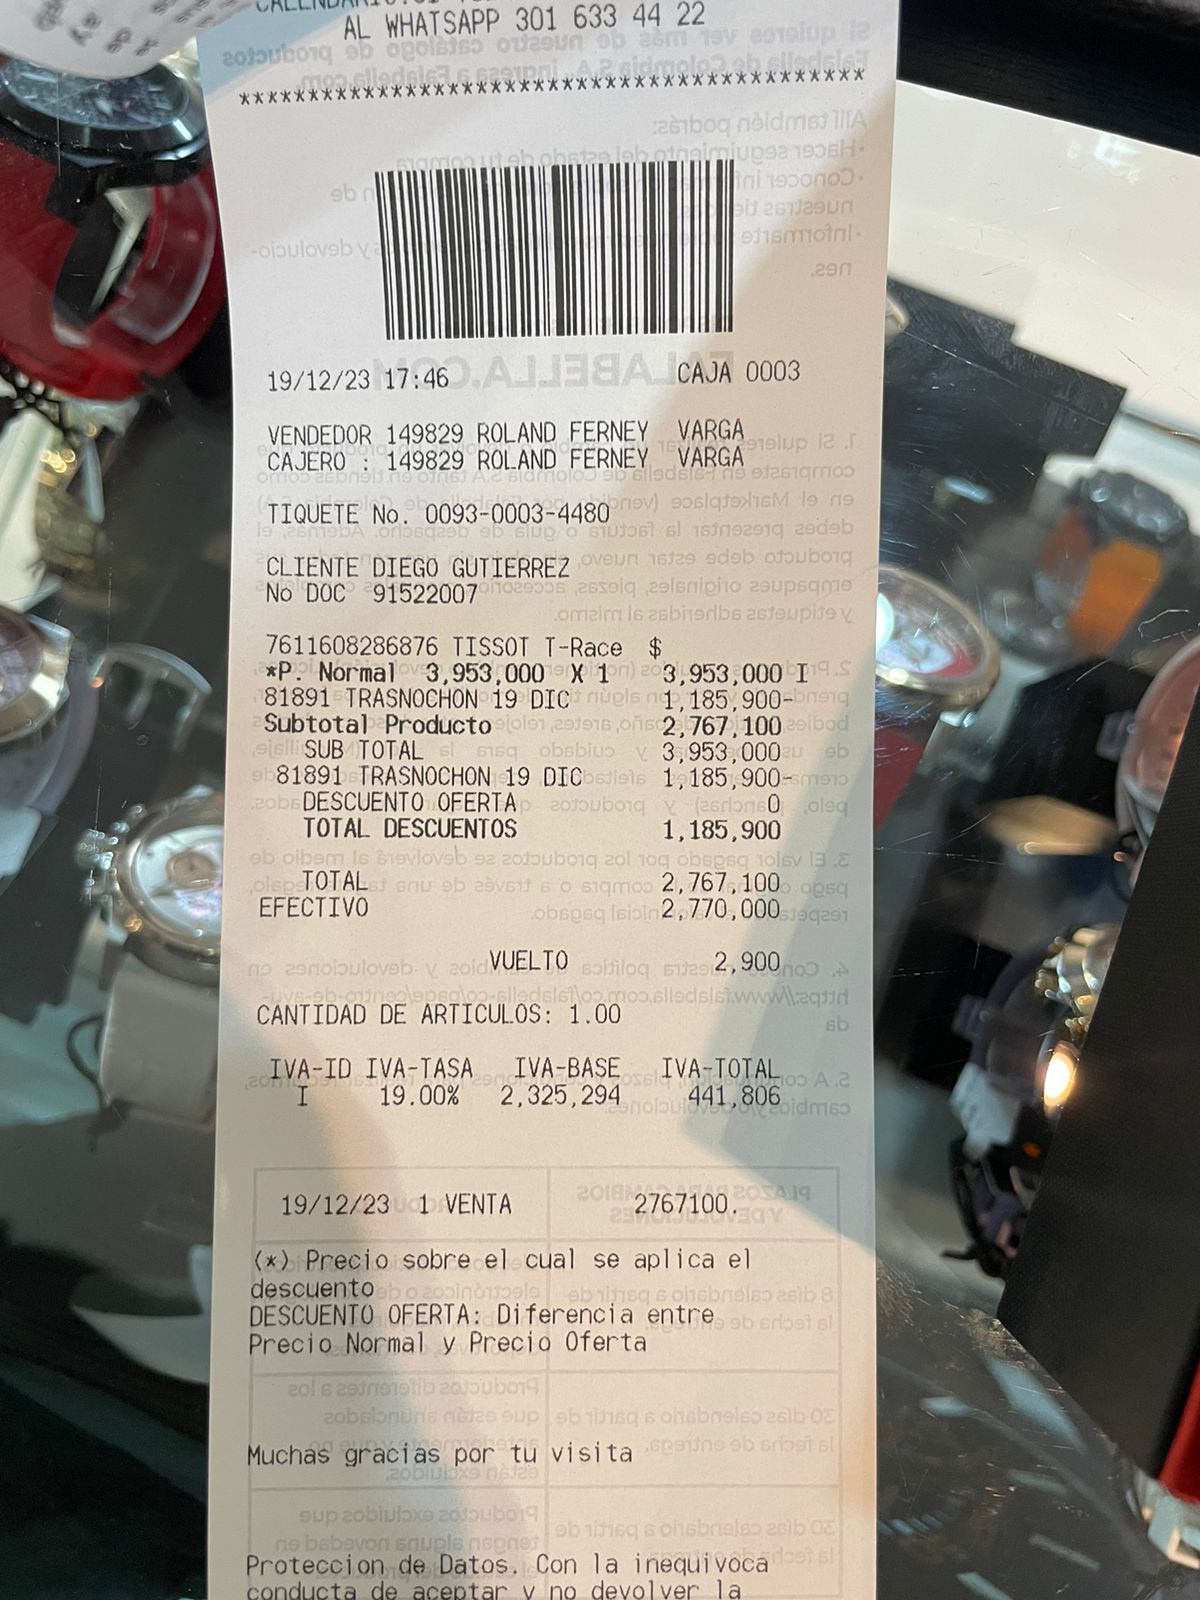 AL WHATSAPP 301 633 44 22
*******************************************
19/12/23 17:46 CAJA 0003
VENDEDOR 149829 ROLAND FERNEY VARGA
CAJERO : 149829 ROLAND FERNEY VARGA
TIQUETE No. 0093-0003-4480
CLIENTE DIEGO GUTIERREZ
No DOC 91522007
7611608286876 TISSOT T-Race $
*P. Normal 3,953,000 X 1 3,953,000 I
81891 TRASNOCHON 19 DIC 1,185,900-
Subtotal Producto 2,767,100
SUB TOTAL 3,953,000
81891 TRASNOCHON 19 DIC 1,185,900-
DESCUENTO OFERTA 0
TOTAL DESCUENTOS 1,185,900
TOTAL 2,767,100
EFECTIVO 2,770,000
VUELTO 2,900
CANTIDAD DE ARTICULOS: 1.00
IVA-ID IVA-TASA IVA-BASE IVA-TOTAL
I 19.00% 2,325,294 441,806
19/12/23 1 VENTA 2767100.
(*) Precio sobre el cual se aplica el
descuento
DESCUENTO OFERTA: Diferencia entre
Precio Normal y Precio Oferta
Muchas gracias por tu visita
Proteccion de Datos. Con la inequivoca
conducta de aceptar y no devolver la